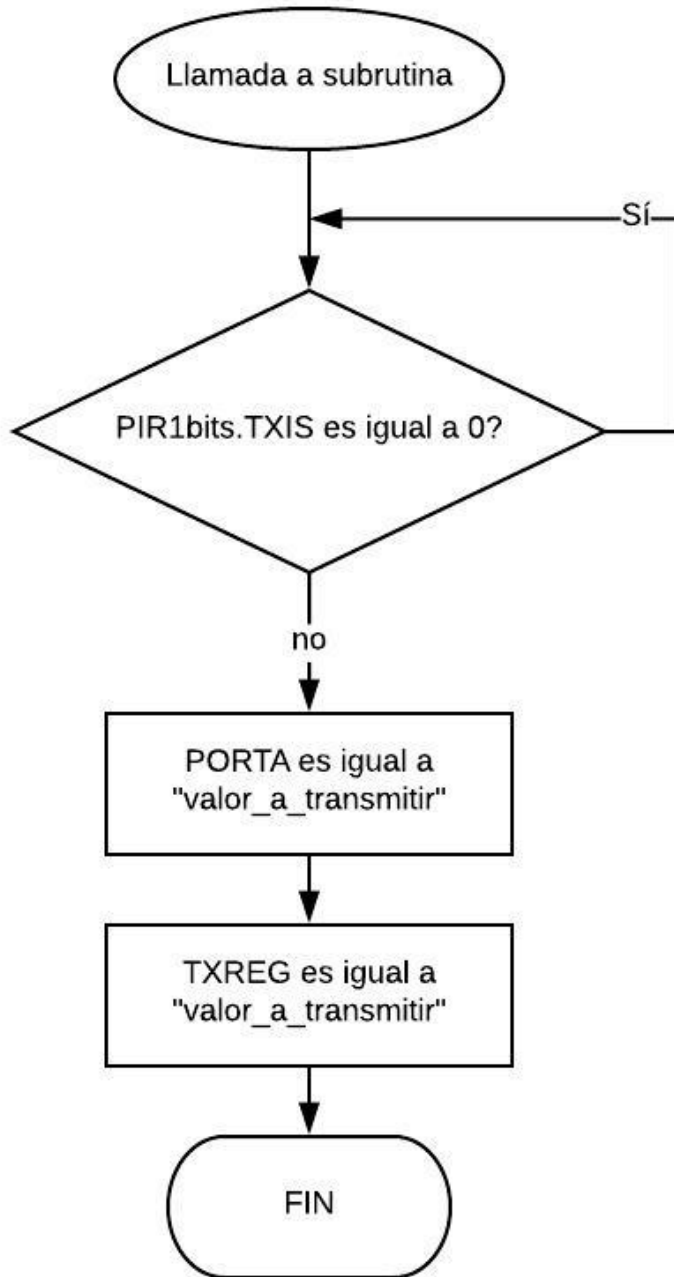 Llamada a subrutina
Sí
PIR1bits.TXIS es igual a 0?
no
PORTA es igual a
"valor_a_transmitir"
TXREG es igual a
"valor_a_transmitir"
FIN